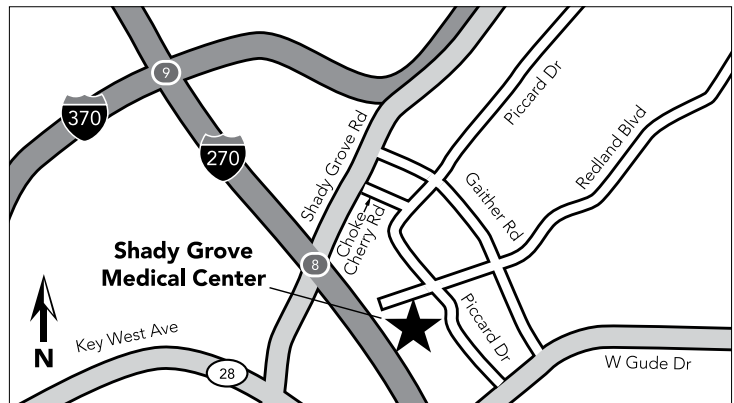 9
370
270
Shady Grove Rd
Piccard Dr
Redland Blvd
Gaither Rd
Choke
Cherry Rd
Shady Grove
Medical Center
8
Piccard Dr
N
Key West Ave
28
W Gude Dr